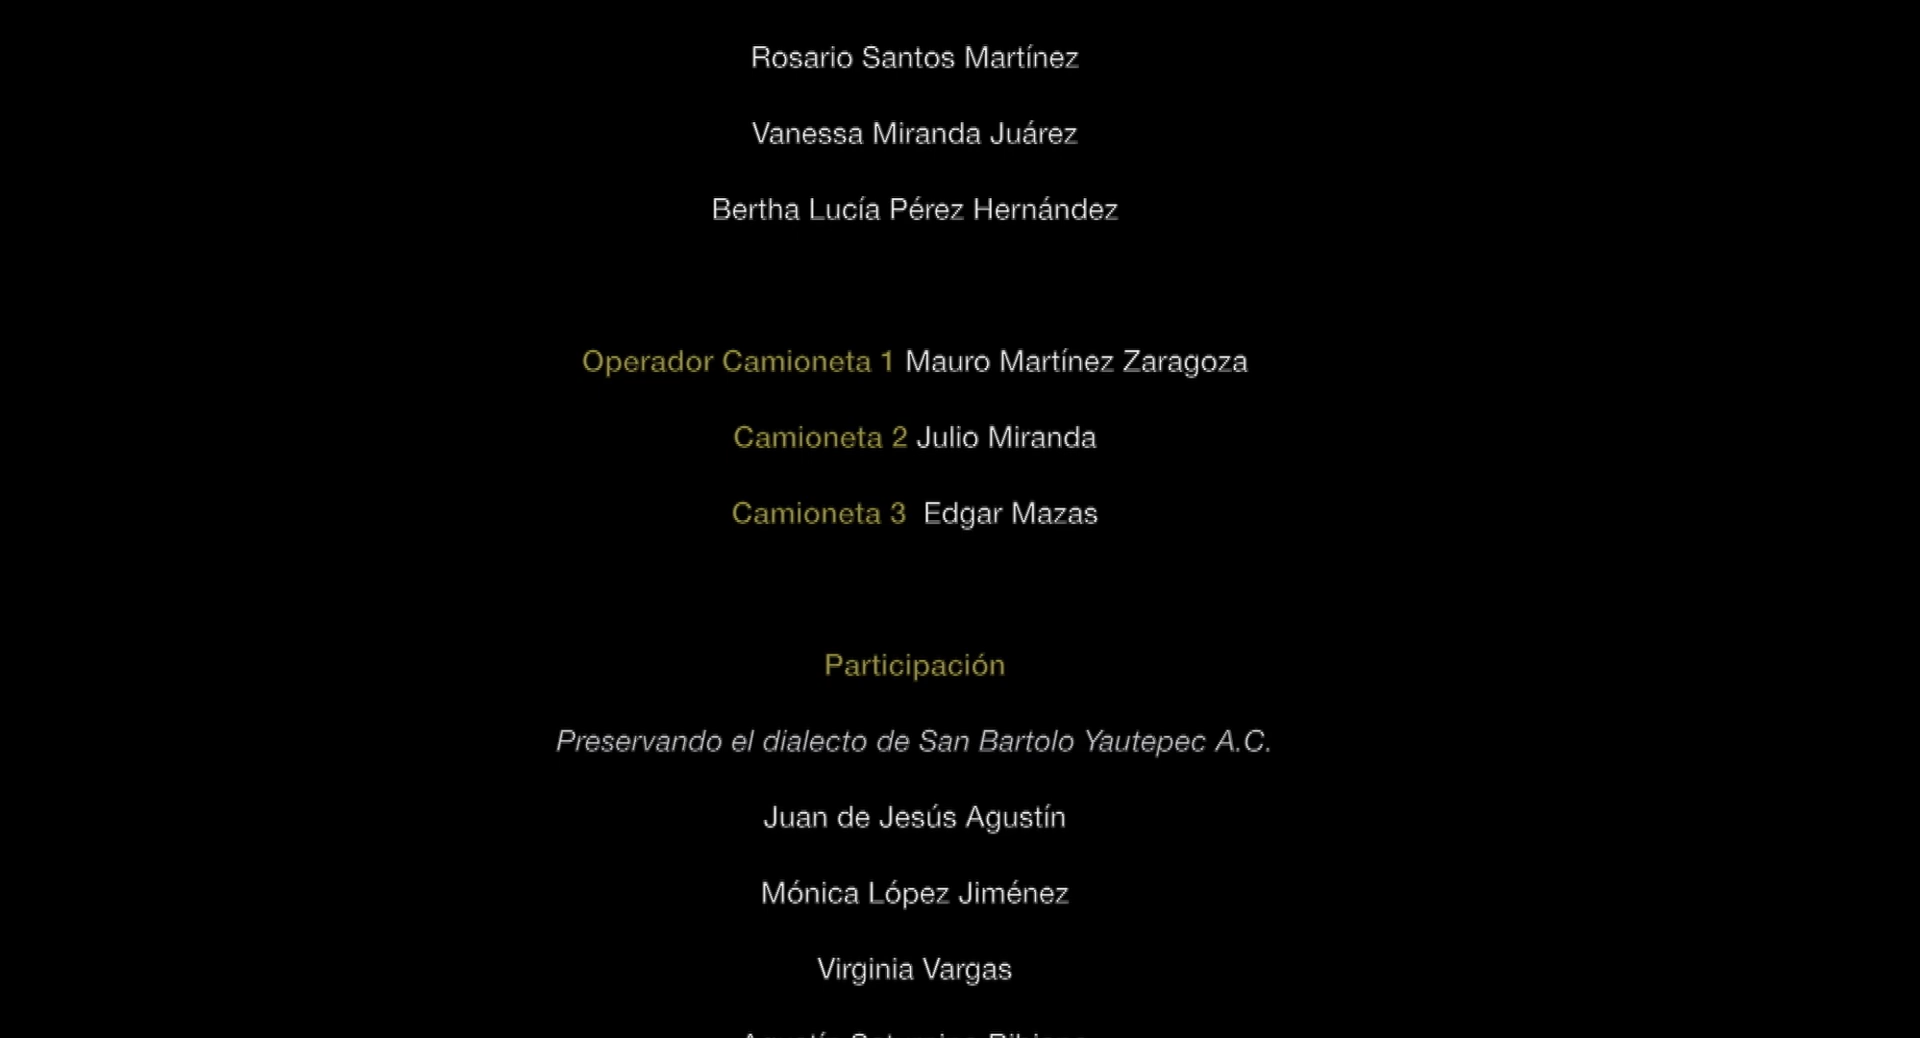 Rosario Santos Martínez
Vanessa Miranda Juárez
Bertha Lucía Pérez Hernández
Operador Camioneta 1 Mauro Martínez Zaragoza
Camioneta 2 Julio Miranda
Camioneta 3 Edgar Mazas
Participación
Preservando el dialecto de San Bartolo Yautepec A.C.
Juan de Jesús Agustín
Mónica López Jiménez
Virginia Vargas